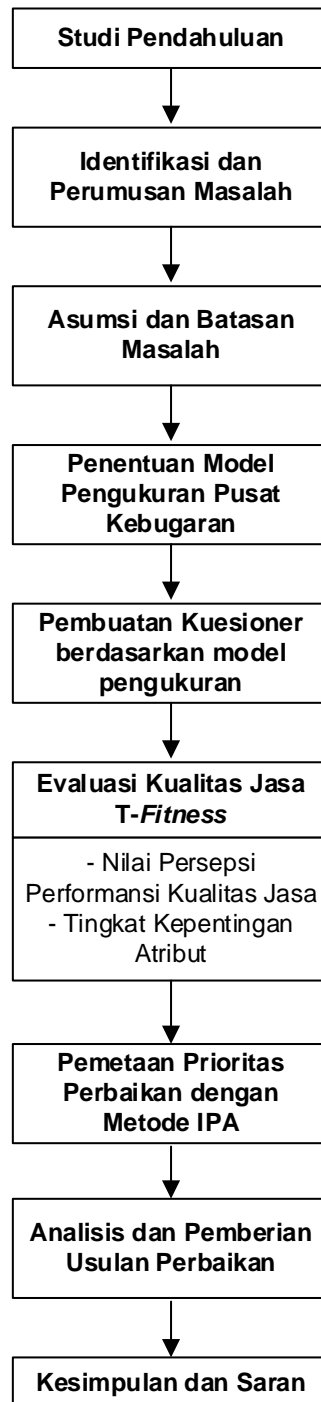 Studi Pendahuluan
Identifikasi dan
Perumusan Masalah
Asumsi dan Batasan
Masalah
Penentuan Model
Pengukuran Pusat
Kebugaran
Pembuatan Kuesioner
berdasarkan model
pengukuran
Evaluasi Kualitas Jasa
T-Fitness
- Nilai Persepsi
Performansi Kualitas Jasa
- Tingkat Kepentingan
Atribut
Pemetaan Prioritas
Perbaikan dengan
Metode IPA
Analisis dan Pemberian
Usulan Perbaikan
Kesimpulan dan Saran